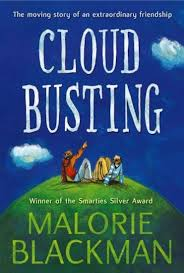 The moving story of an extraordinary friendship
CLOUD
BUSTING
Winner of the Smarties Silver Award
MALORIE
BLACKMAN